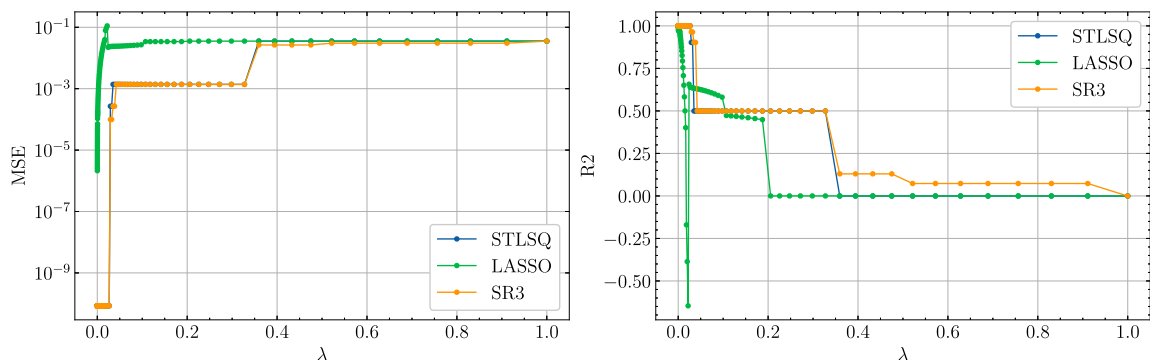 MSE
10⁻¹
10⁻³
10⁻⁵
10⁻⁷
10⁻⁹
0.0 0.2 0.4 0.6 0.8 1.0
λ
STLSQ
LASSO
SR3
R2
1.00
0.75
0.50
0.25
0.00
−0.25
−0.50
0.0 0.2 0.4 0.6 0.8 1.0
λ
STLSQ
LASSO
SR3